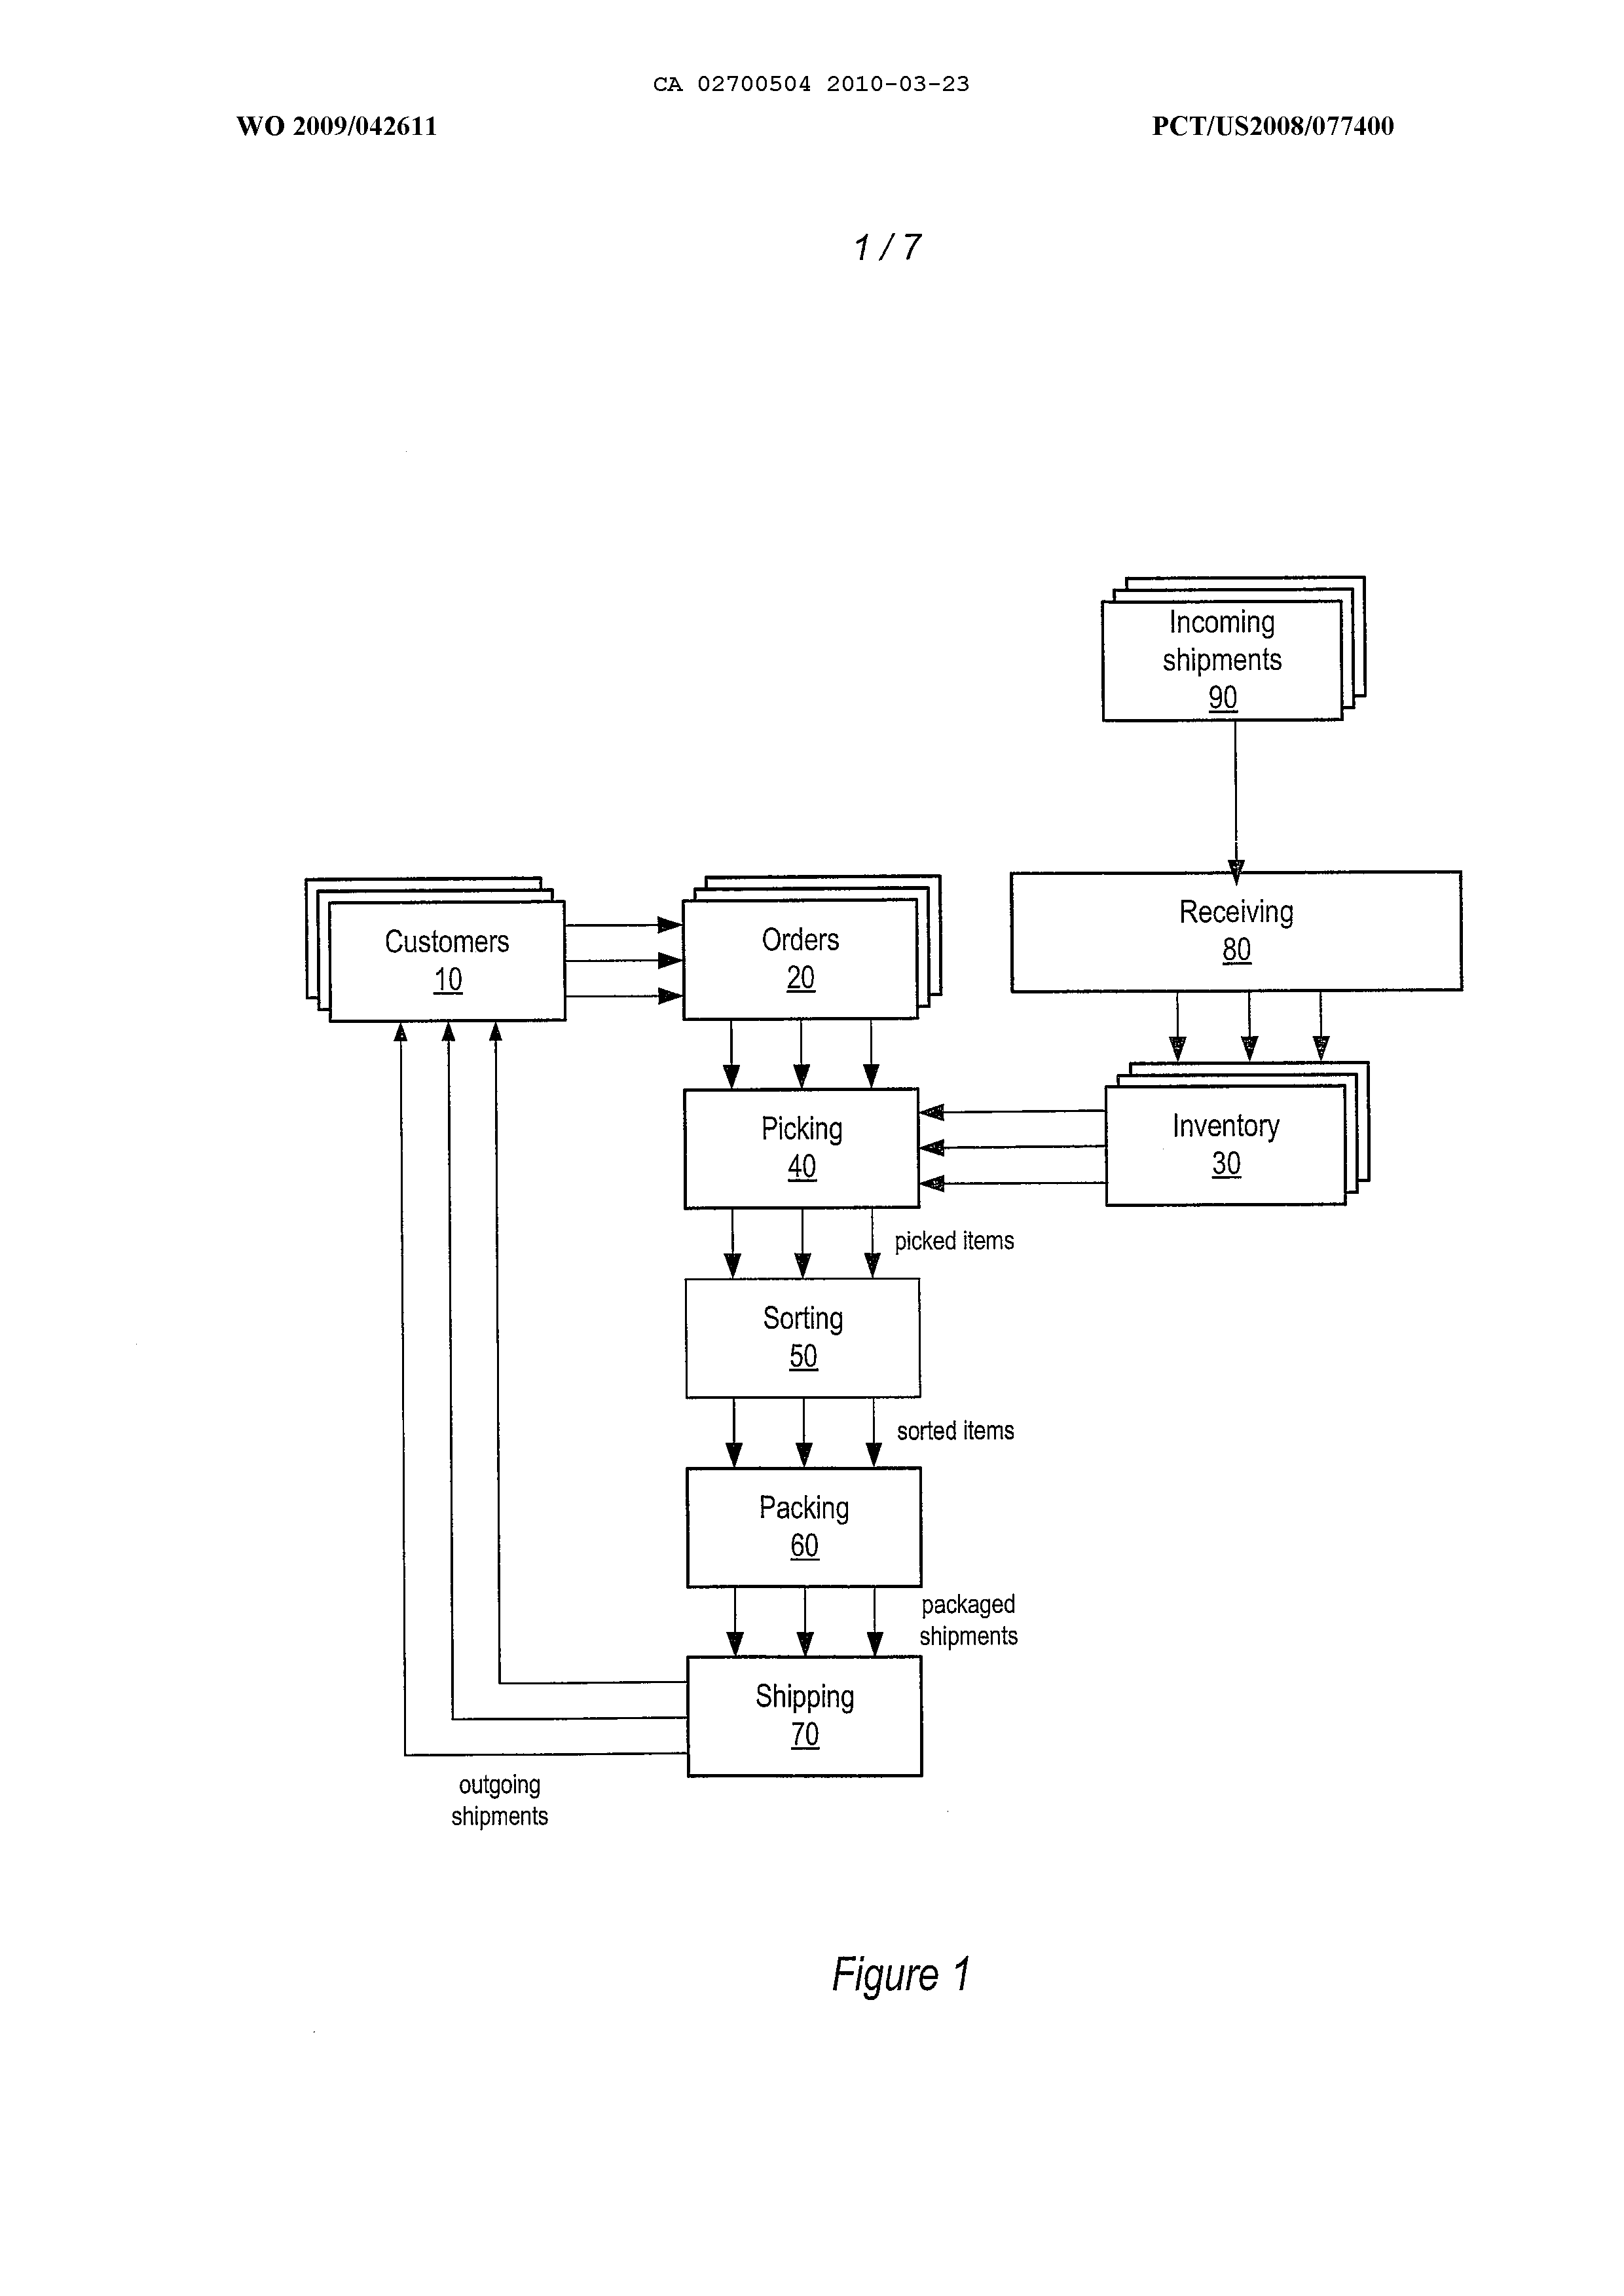 CA 02700504 2010-03-23
WO 2009/042611
PCT/US2008/077400
1 / 7
Incoming
shipments
90
Receiving
80
Customers
10
Orders
20
Picking
40
Inventory
30
picked items
Sorting
50
sorted items
Packing
60
packaged
shipments
Shipping
70
outgoing
shipments
Figure 1